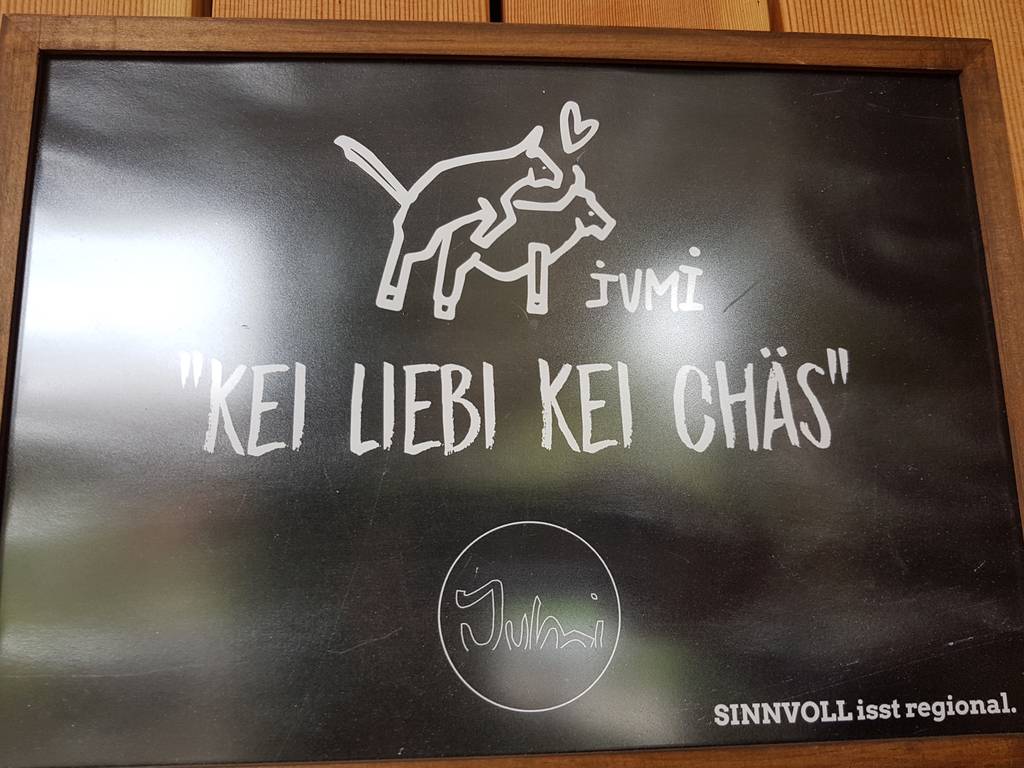 jumi
"KEI LIEBI KEI CHÄS"
Jumi
SINNVOLL isst regional.